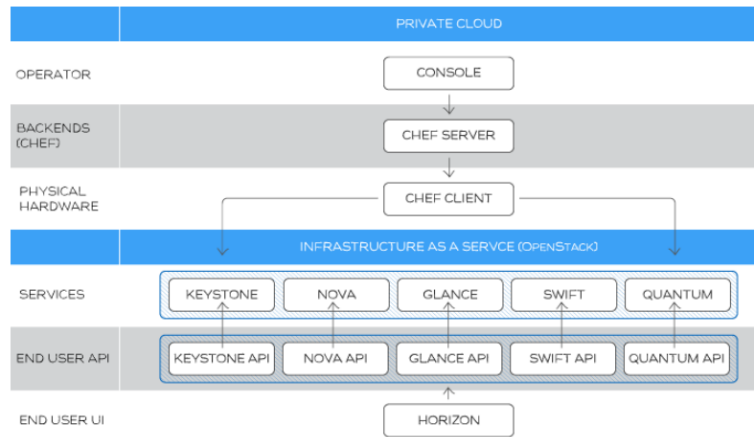 PRIVATE CLOUD
OPERATOR
CONSOLE
BACKENDS
(CHEF)
CHEF SERVER
PHYSICAL
HARDWARE
CHEF CLIENT
INFRASTRUCTURE AS A SERVCE (OPENSTACK)
SERVICES
KEYSTONE
NOVA
GLANCE
SWIFT
QUANTUM
END USER API
KEYSTONE API
NOVA API
GLANCE API
SWIFT API
QUANTUM API
END USER UI
HORIZON